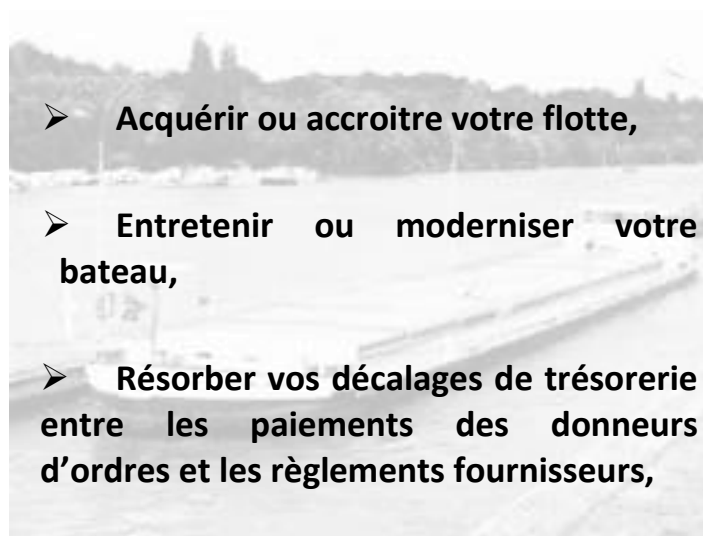 ➢ Acquérir ou accroitre votre flotte,
➢ Entretenir ou moderniser votre
bateau,
➢ Résorber vos décalages de trésorerie
entre les paiements des donneurs
d’ordres et les règlements fournisseurs,